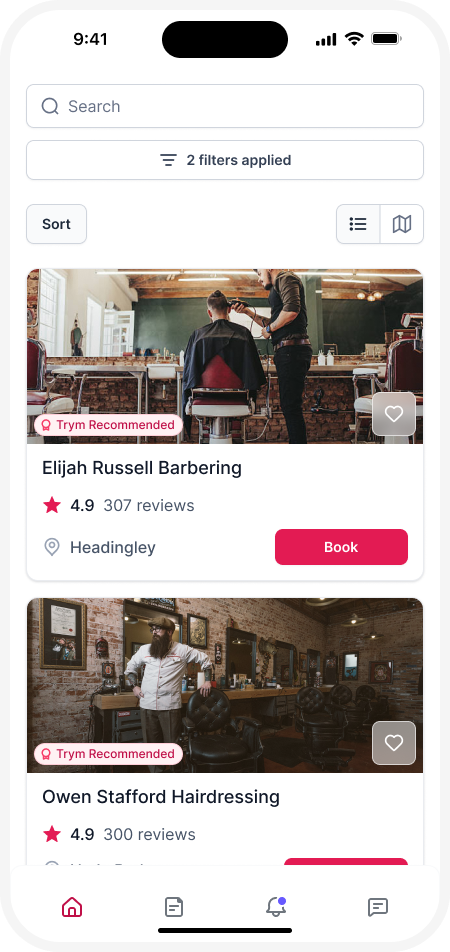 9:41
Search
2 filters applied
Sort
Trym Recommended
Elijah Russell Barbering
4.9 307 reviews
Headingley
Book
Trym Recommended
Owen Stafford Hairdressing
4.9 300 reviews